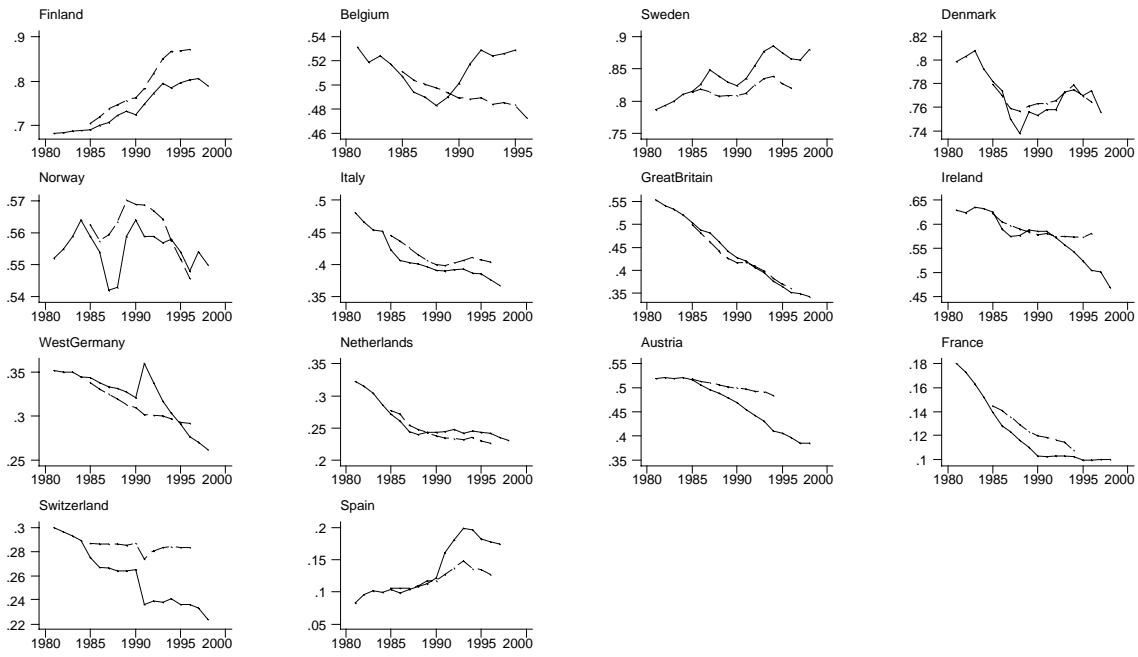 Finland
.9
.8
.7
1980 1985 1990 1995 2000
Belgium
.54
.52
.5
.48
.46
1980 1985 1990 1995
Sweden
.9
.85
.8
.75
1980 1985 1990 1995 2000
Denmark
.82
.8
.78
.76
.74
1980 1985 1990 1995 2000
Norway
.57
.56
.55
.54
1980 1985 1990 1995 2000
Italy
.5
.45
.4
.35
1980 1985 1990 1995 2000
GreatBritain
.55
.5
.45
.4
.35
1980 1985 1990 1995 2000
Ireland
.65
.6
.55
.5
.45
1980 1985 1990 1995 2000
WestGermany
.35
.3
.25
1980 1985 1990 1995 2000
Netherlands
.35
.3
.25
.2
1980 1985 1990 1995 2000
Austria
.55
.5
.45
.4
.35
1980 1985 1990 1995 2000
France
.18
.16
.14
.12
.1
1980 1985 1990 1995 2000
Switzerland
.3
.28
.26
.24
.22
1980 1985 1990 1995 2000
Spain
.2
.15
.1
.05
1980 1985 1990 1995 2000